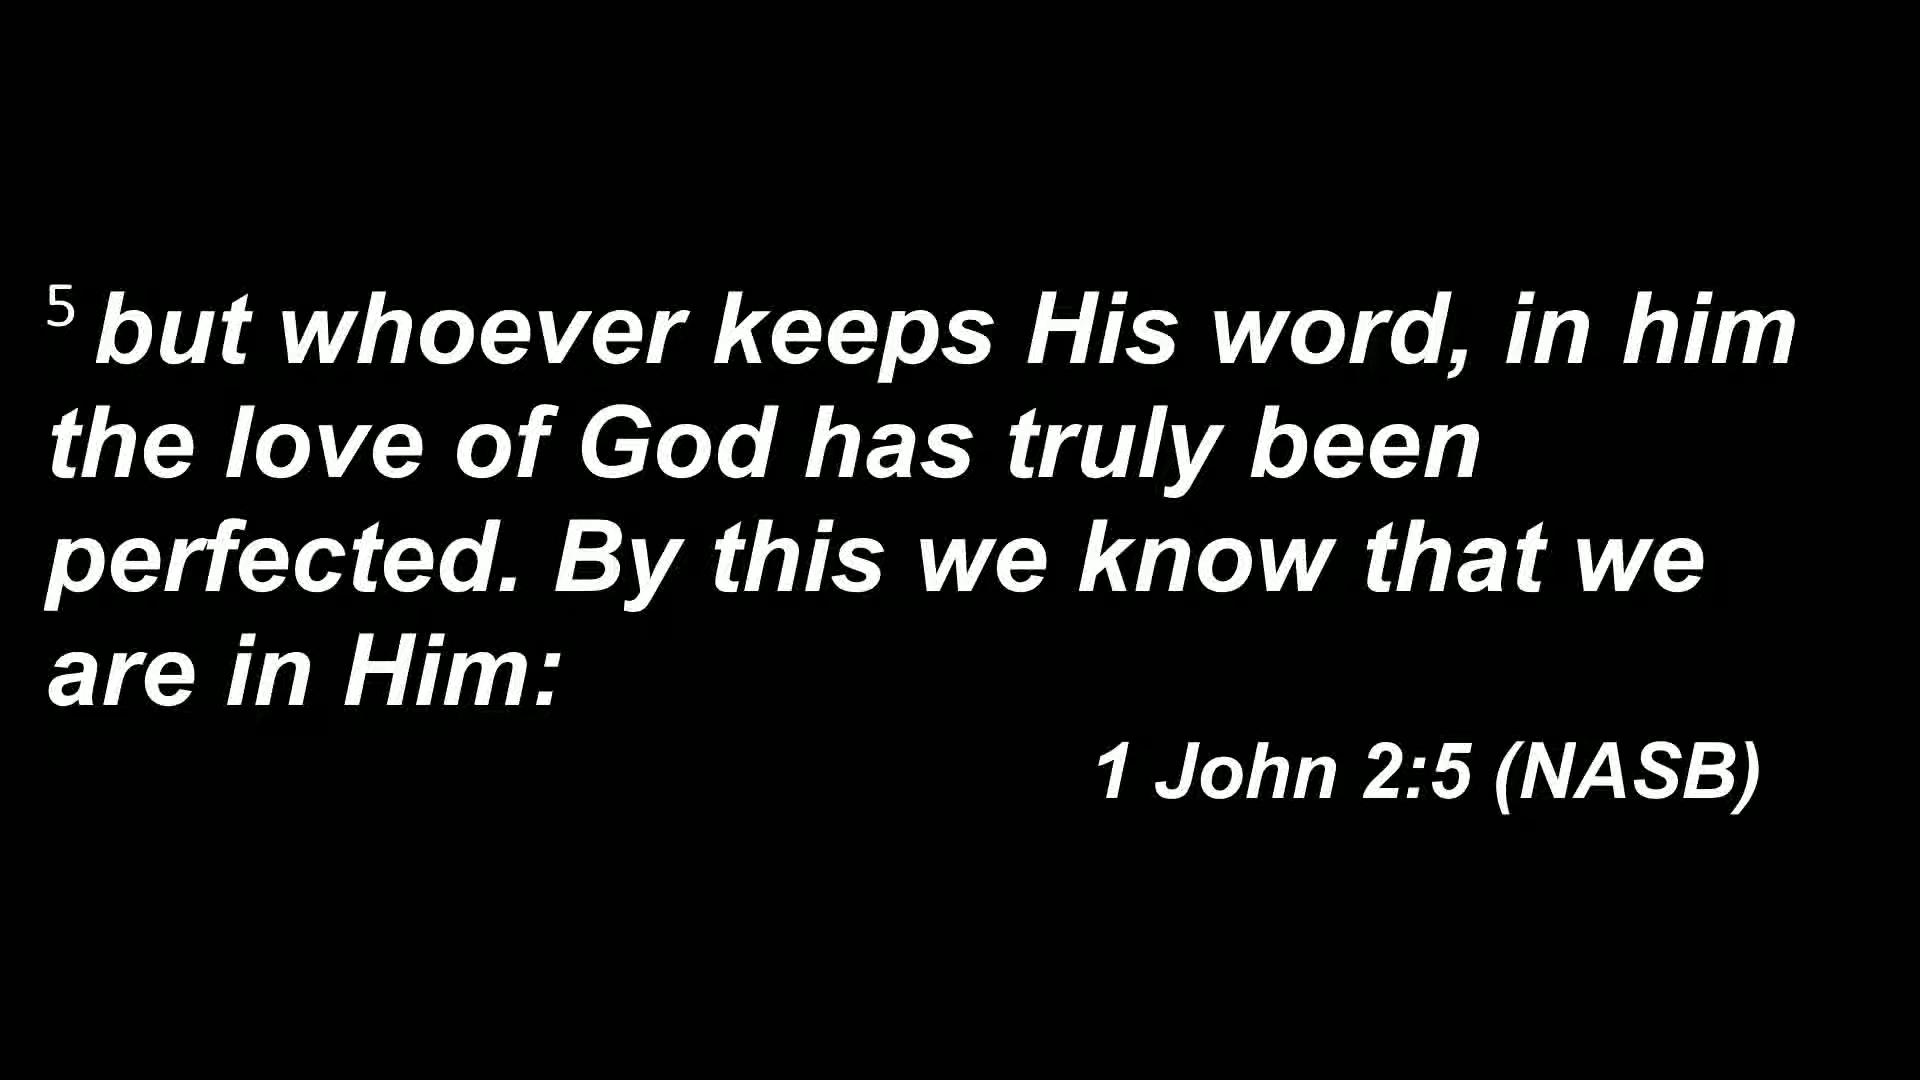 5 but whoever keeps His word, in him
the love of God has truly been
perfected. By this we know that we
are in Him:
1 John 2:5 (NASB)